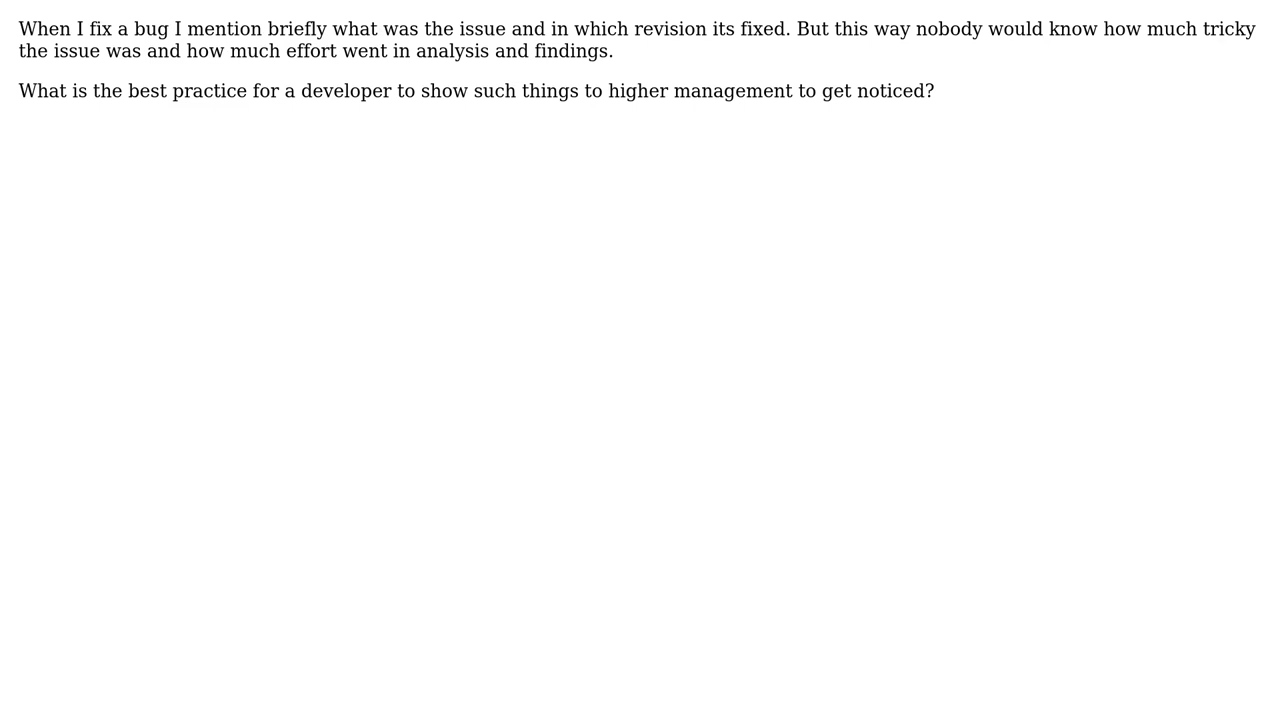 When I fix a bug I mention briefly what was the issue and in which revision its fixed. But this way nobody would know how much tricky
the issue was and how much effort went in analysis and findings.
What is the best practice for a developer to show such things to higher management to get noticed?